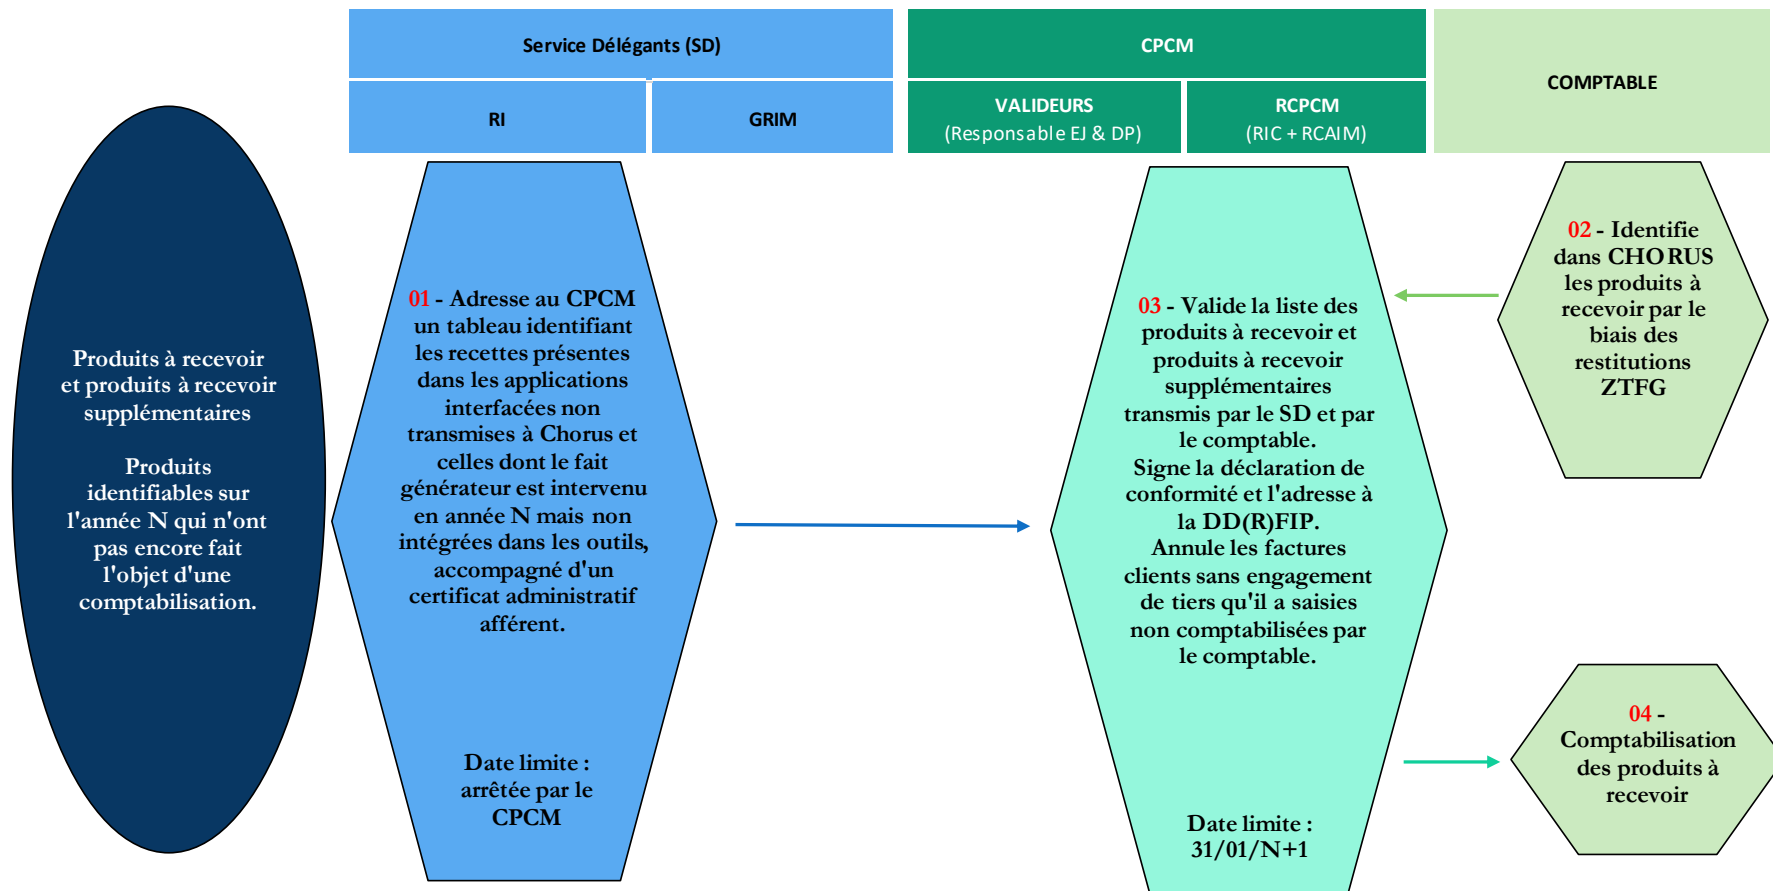 Service Délégants (SD)
CPCM
COMPTABLE
RI
GRIM
VALIDEURS
(Responsable EJ & DP)
RCPCM
(RIC + RCAIM)
Produits à recevoir
et produits à recevoir
supplémentaires
Produits
identifiables sur
l'année N qui n'ont
pas encore fait
l'objet d'une
comptabilisation.
01 - Adresse au CPCM
un tableau identifiant
les recettes présentes
dans les applications
interfacées non
transmises à Chorus et
celles dont le fait
générateur est intervenu
en année N mais non
intégrées dans les outils,
accompagné d'un
certificat administratif
afférent.
Date limite :
arrêtée par le
CPCM
02 - Identifie
dans CHORUS
les produits à
recevoir par le
biais des
restitutions
ZTFG
03 - Valide la liste des
produits à recevoir et
produits à recevoir
supplémentaires
transmis par le SD et par
le comptable.
Signe la déclaration de
conformité et l'adresse à
la DD(R)FIP.
Annule les factures
clients sans engagement
de tiers qu'il a saisies
non comptabilisées par
le comptable.
Date limite :
31/01/N+1
04 -
Comptabilisation
des produits à
recevoir